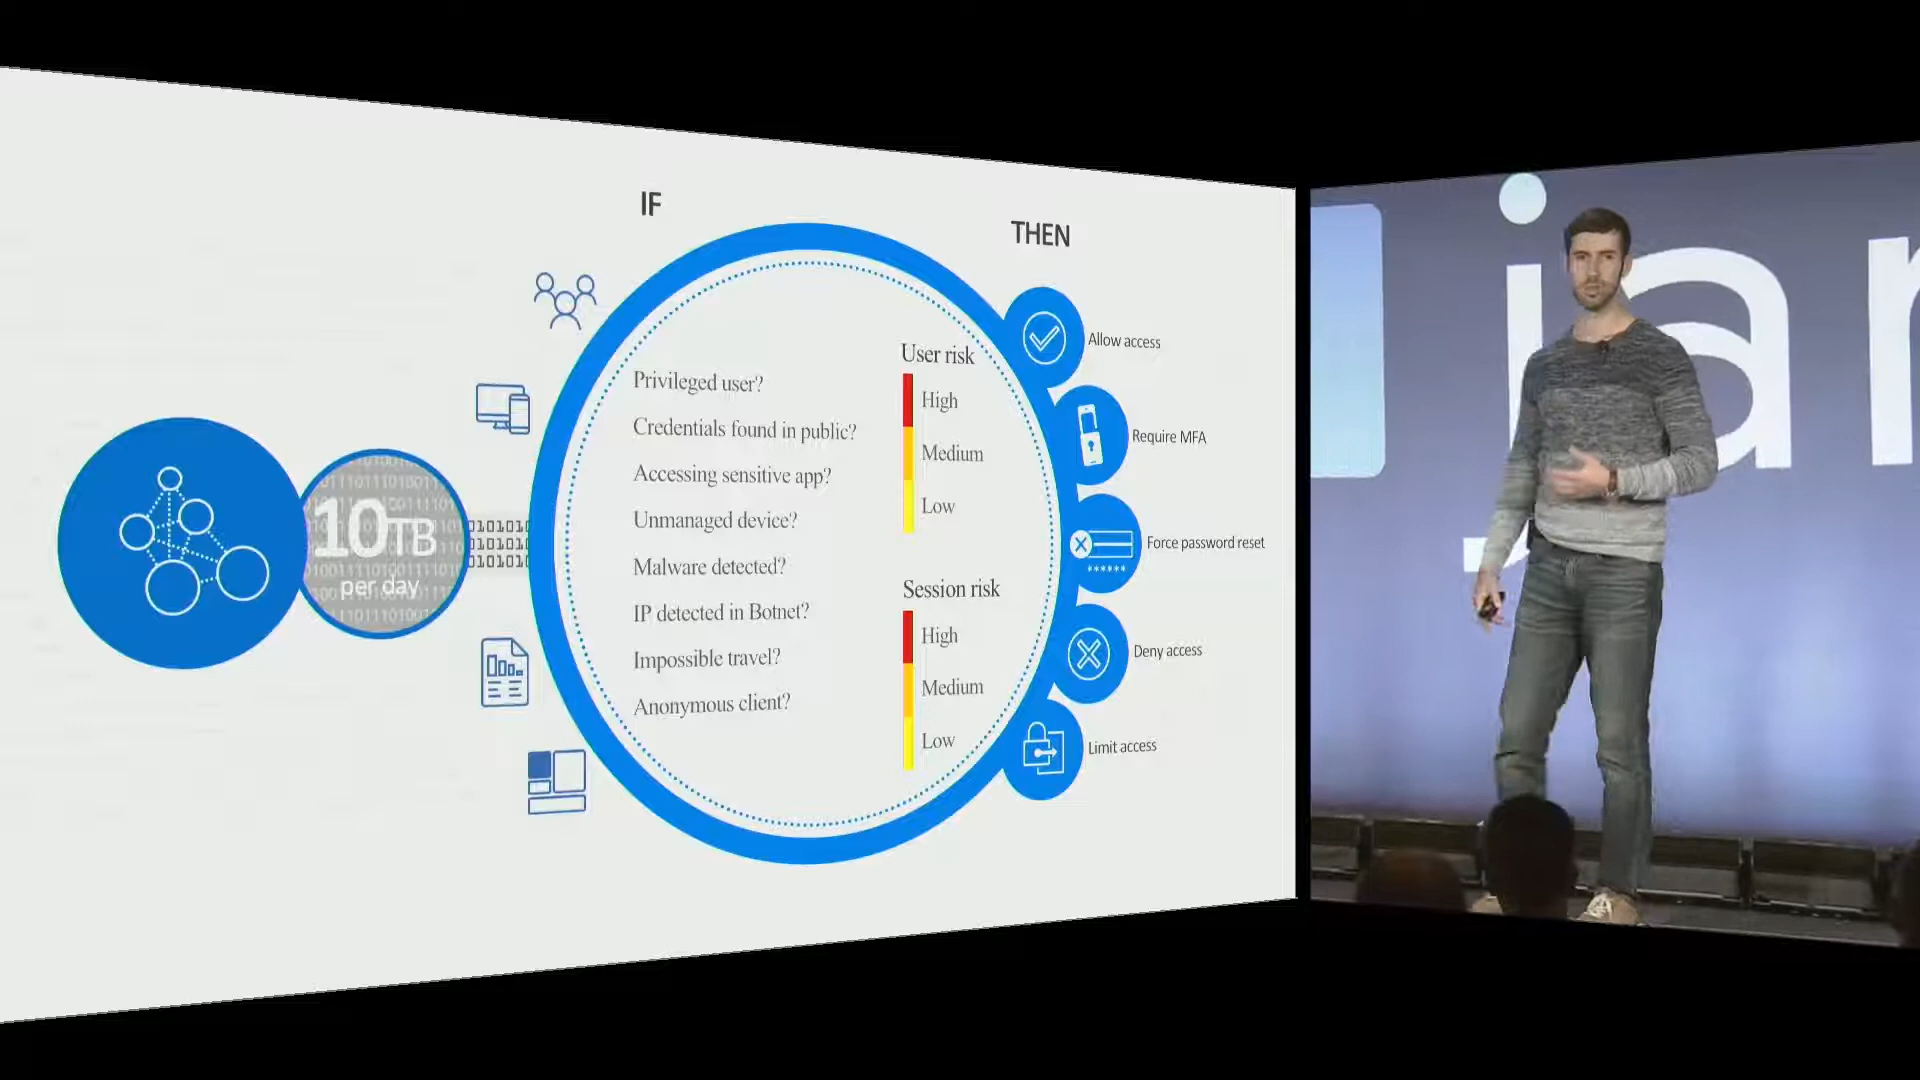 IF
THEN
10TB
per day
Privileged user?
Credentials found in public?
Accessing sensitive app?
Unmanaged device?
Malware detected?
IP detected in Botnet?
Impossible travel?
Anonymous client?
User risk
High
Medium
Low
Session risk
High
Medium
Low
Allow access
Require MFA
Force password reset
Deny access
Limit access